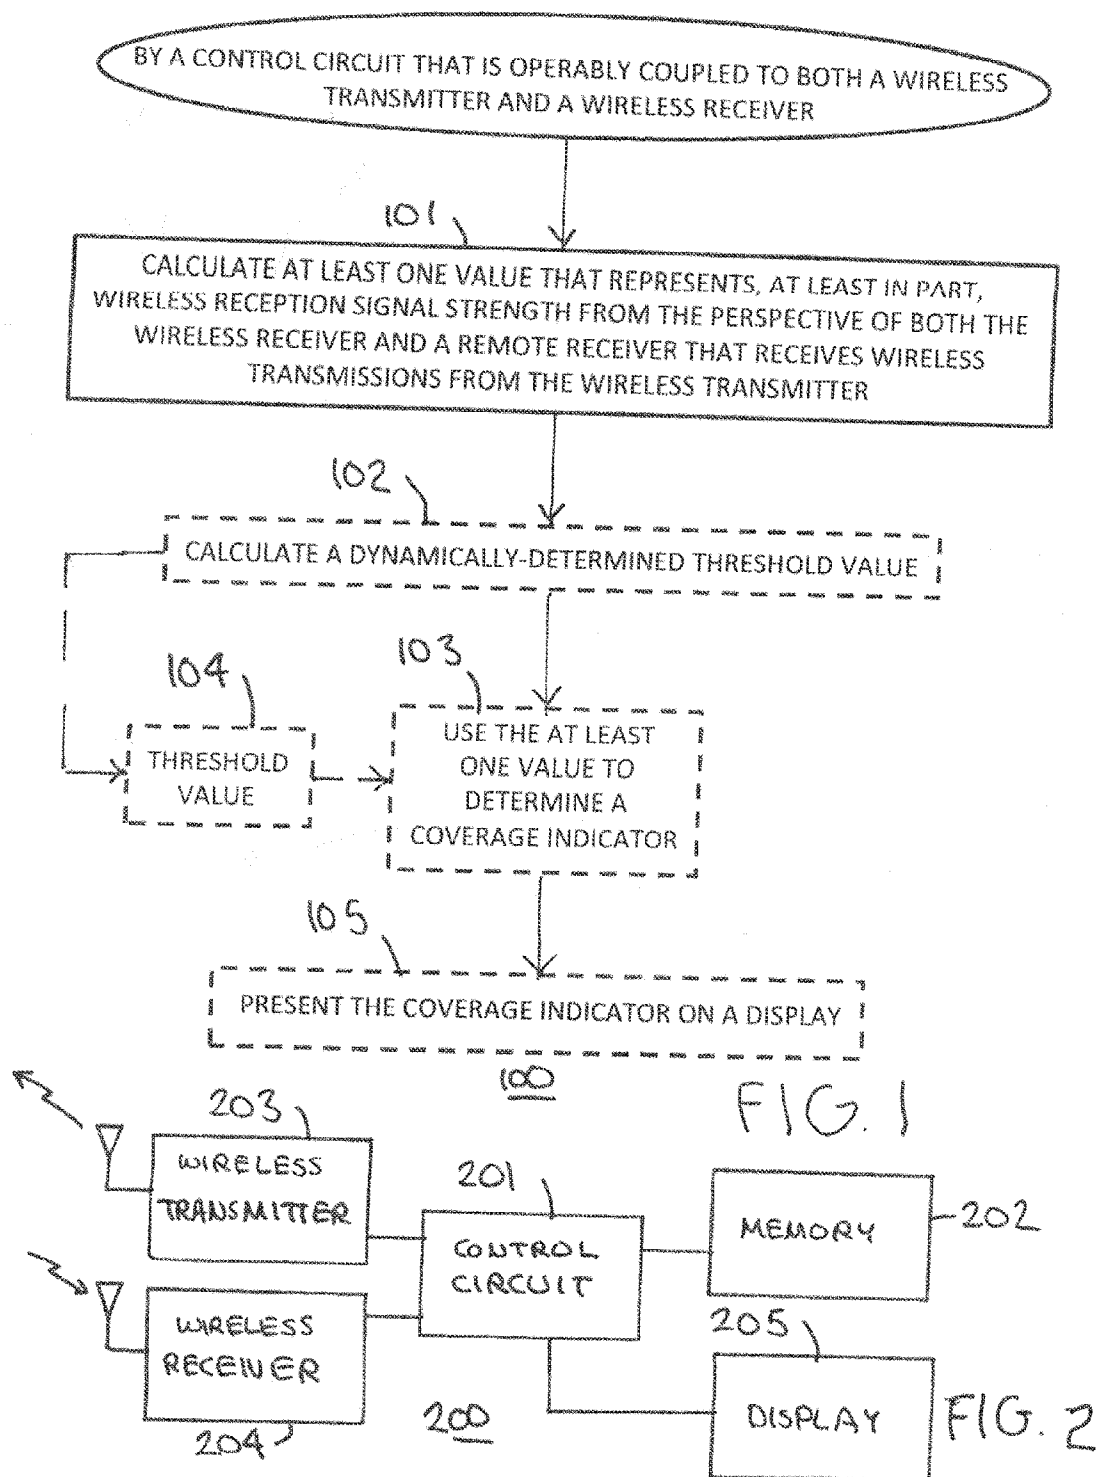 BY A CONTROL CIRCUIT THAT IS OPERABLY COUPLED TO BOTH A WIRELESS
TRANSMITTER AND A WIRELESS RECEIVER
101
CALCULATE AT LEAST ONE VALUE THAT REPRESENTS, AT LEAST IN PART,
WIRELESS RECEPTION SIGNAL STRENGTH FROM THE PERSPECTIVE OF BOTH THE
WIRELESS RECEIVER AND A REMOTE RECEIVER THAT RECEIVES WIRELESS
TRANSMISSIONS FROM THE WIRELESS TRANSMITTER
102
CALCULATE A DYNAMICALLY-DETERMINED THRESHOLD VALUE
103
104
THRESHOLD
VALUE
USE THE AT LEAST
ONE VALUE TO
DETERMINE A
COVERAGE INDICATOR
105
PRESENT THE COVERAGE INDICATOR ON A DISPLAY
100
FIG. 1
203
WIRELESS
TRANSMITTER
201
CONTROL
CIRCUIT
MEMORY
202
WIRELESS
RECEIVER
204
200
205
DISPLAY
FIG. 2